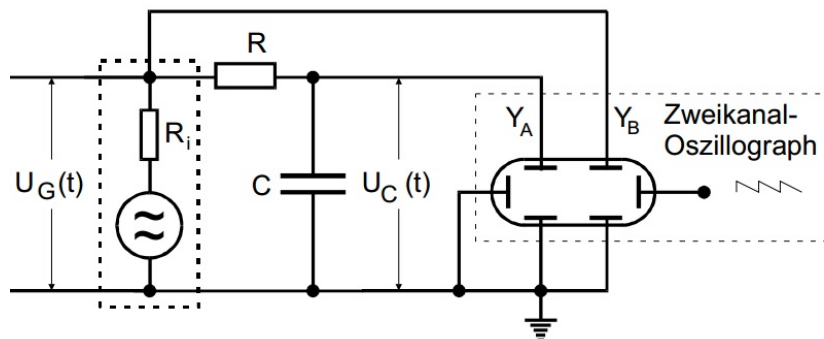 R
Y_A
Y_B
Zweikanal-
Oszillograph
R_i
U_G(t)
C
U_C(t)